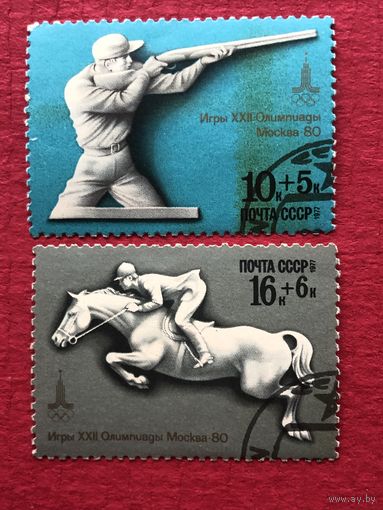 Игры XXII Олимпиады
Москва·80
10к+5к
ПОЧТА СССР 1977
ПОЧТА СССР 1977
16к+6к
Игры XXII Олимпиады Москва·80
www.ay.by